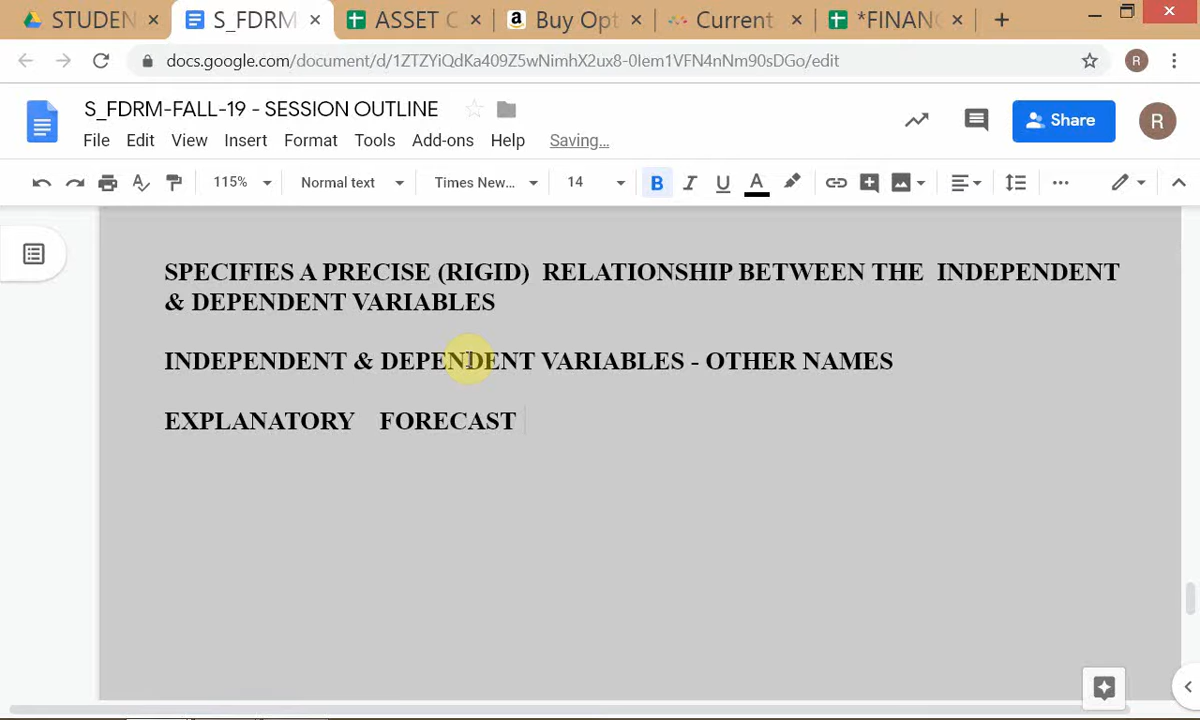 STUDEN
S_FDRM
ASSET C
Buy Opt
Current
*FINANC
docs.google.com/document/d/1ZTZYiQdKa409Z5wNimhX2ux8-0lem1VFN4nNm90sDGo/edit
R
S_FDRM-FALL-19 - SESSION OUTLINE
File Edit View Insert Format Tools Add-ons Help Saving...
Share
R
115% Normal text Times New... 14 B I U A
SPECIFIES A PRECISE (RIGID) RELATIONSHIP BETWEEN THE INDEPENDENT
& DEPENDENT VARIABLES
INDEPENDENT & DEPENDENT VARIABLES - OTHER NAMES
EXPLANATORY FORECAST